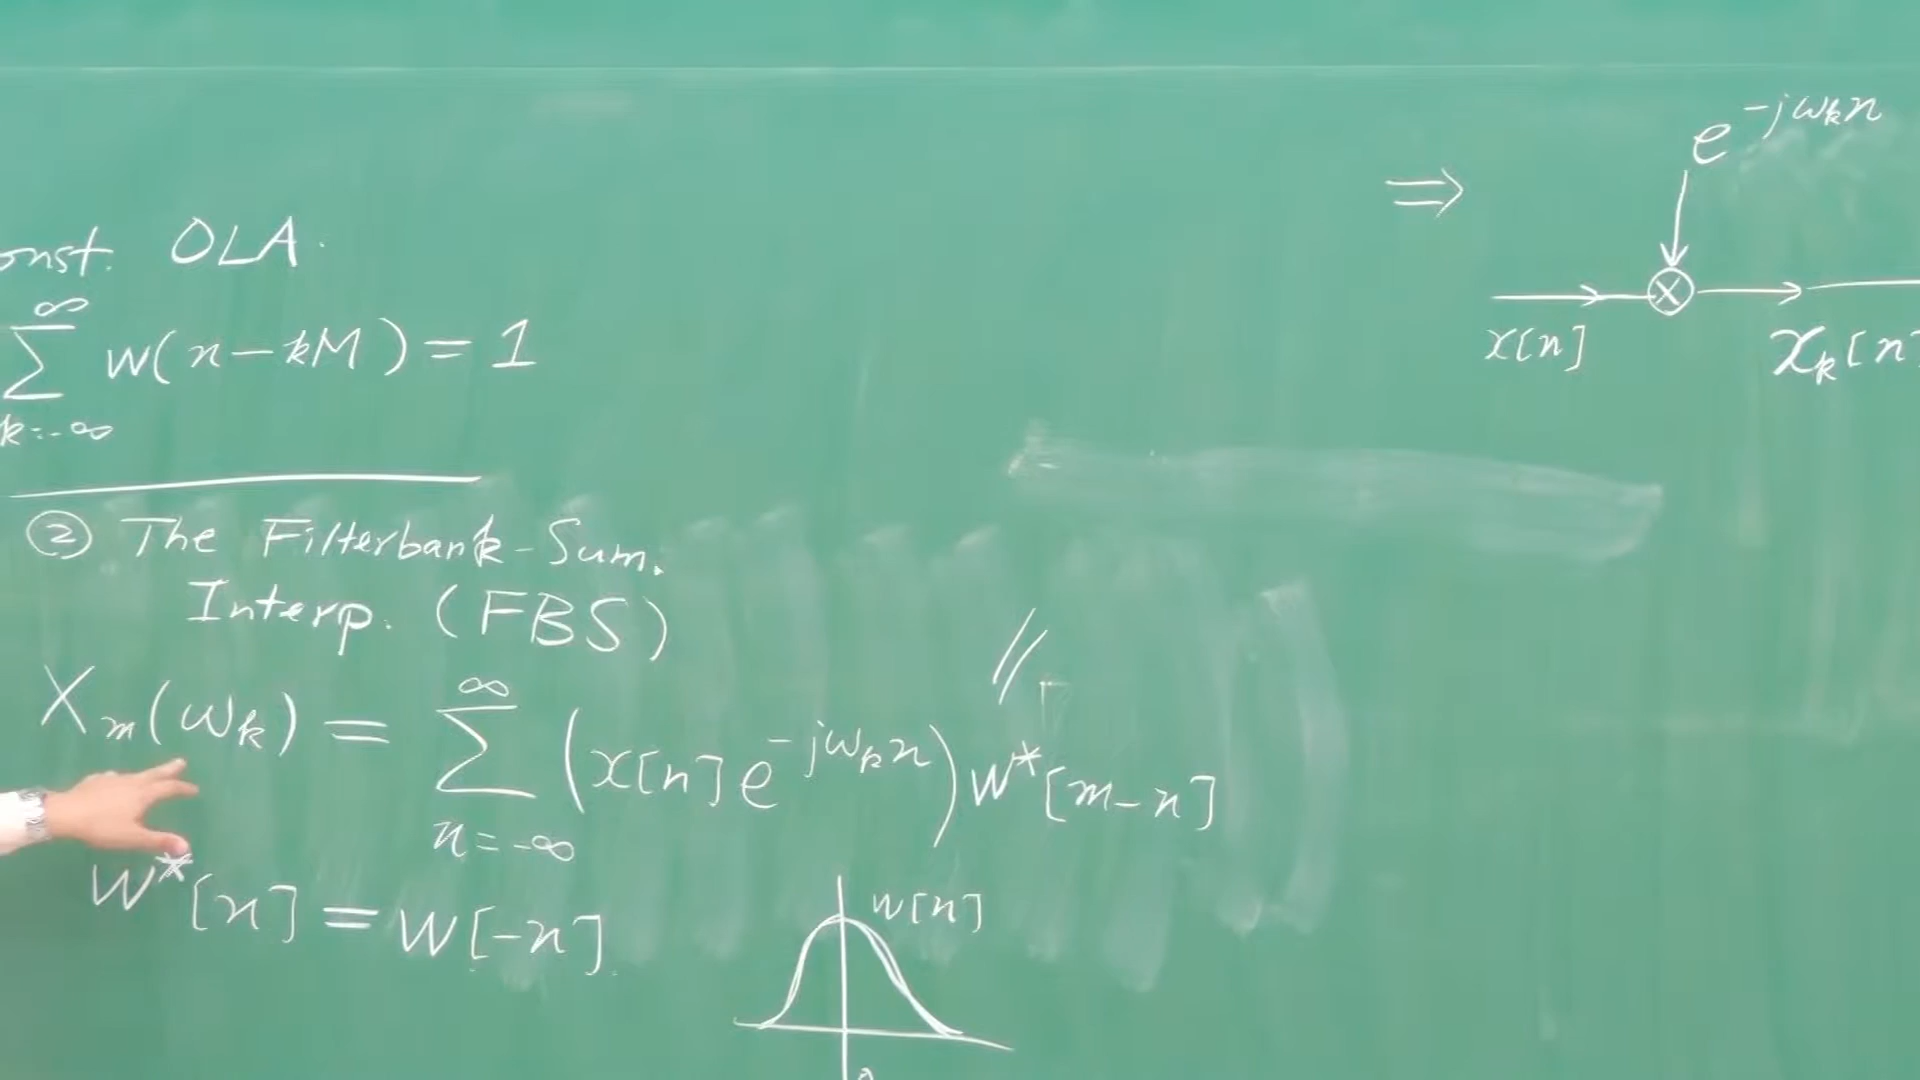 onst. OLA.
∞
∑ w(n-kM) = 1
k=-∞
② The Filterbank-Sum.
Interp. (FBS)
X_m(ω_k) = ∑_{n=-∞}^{∞} (x[n]e^{-jω_k n}) w*[m-n]
w*[n] = w[-n].
w[n]
⇒
e^{-jω_k n}
x[n]
x_k[n]